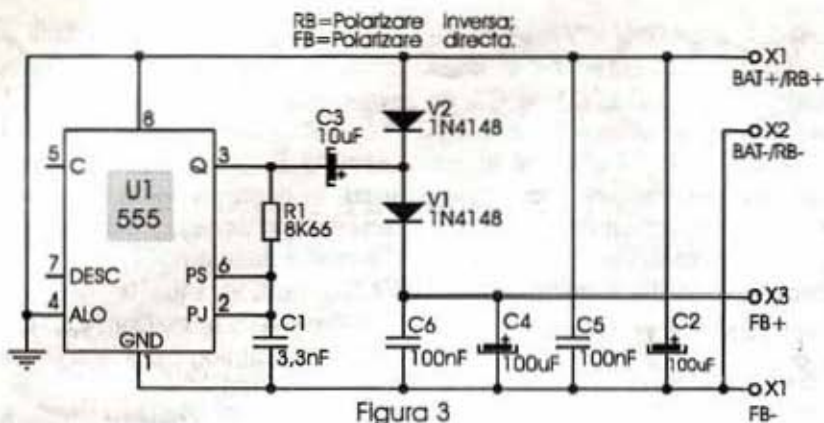 RB=Polarizare inversa;
FB=Polarizare directa.
X1
BAT+/RB+
8
V2
1N4148
C3
10uF
+
X2
BAT-/RB-
5
C
Q
3
U1
555
R1
8K66
V1
1N4148
7
DESC
PS
6
X3
FB+
4
ALO
PJ
2
C1
3,3nF
C6
100nF
C4
+
100uF
C5
100nF
C2
+
100uF
GND
1
X1
FB-
Figura 3